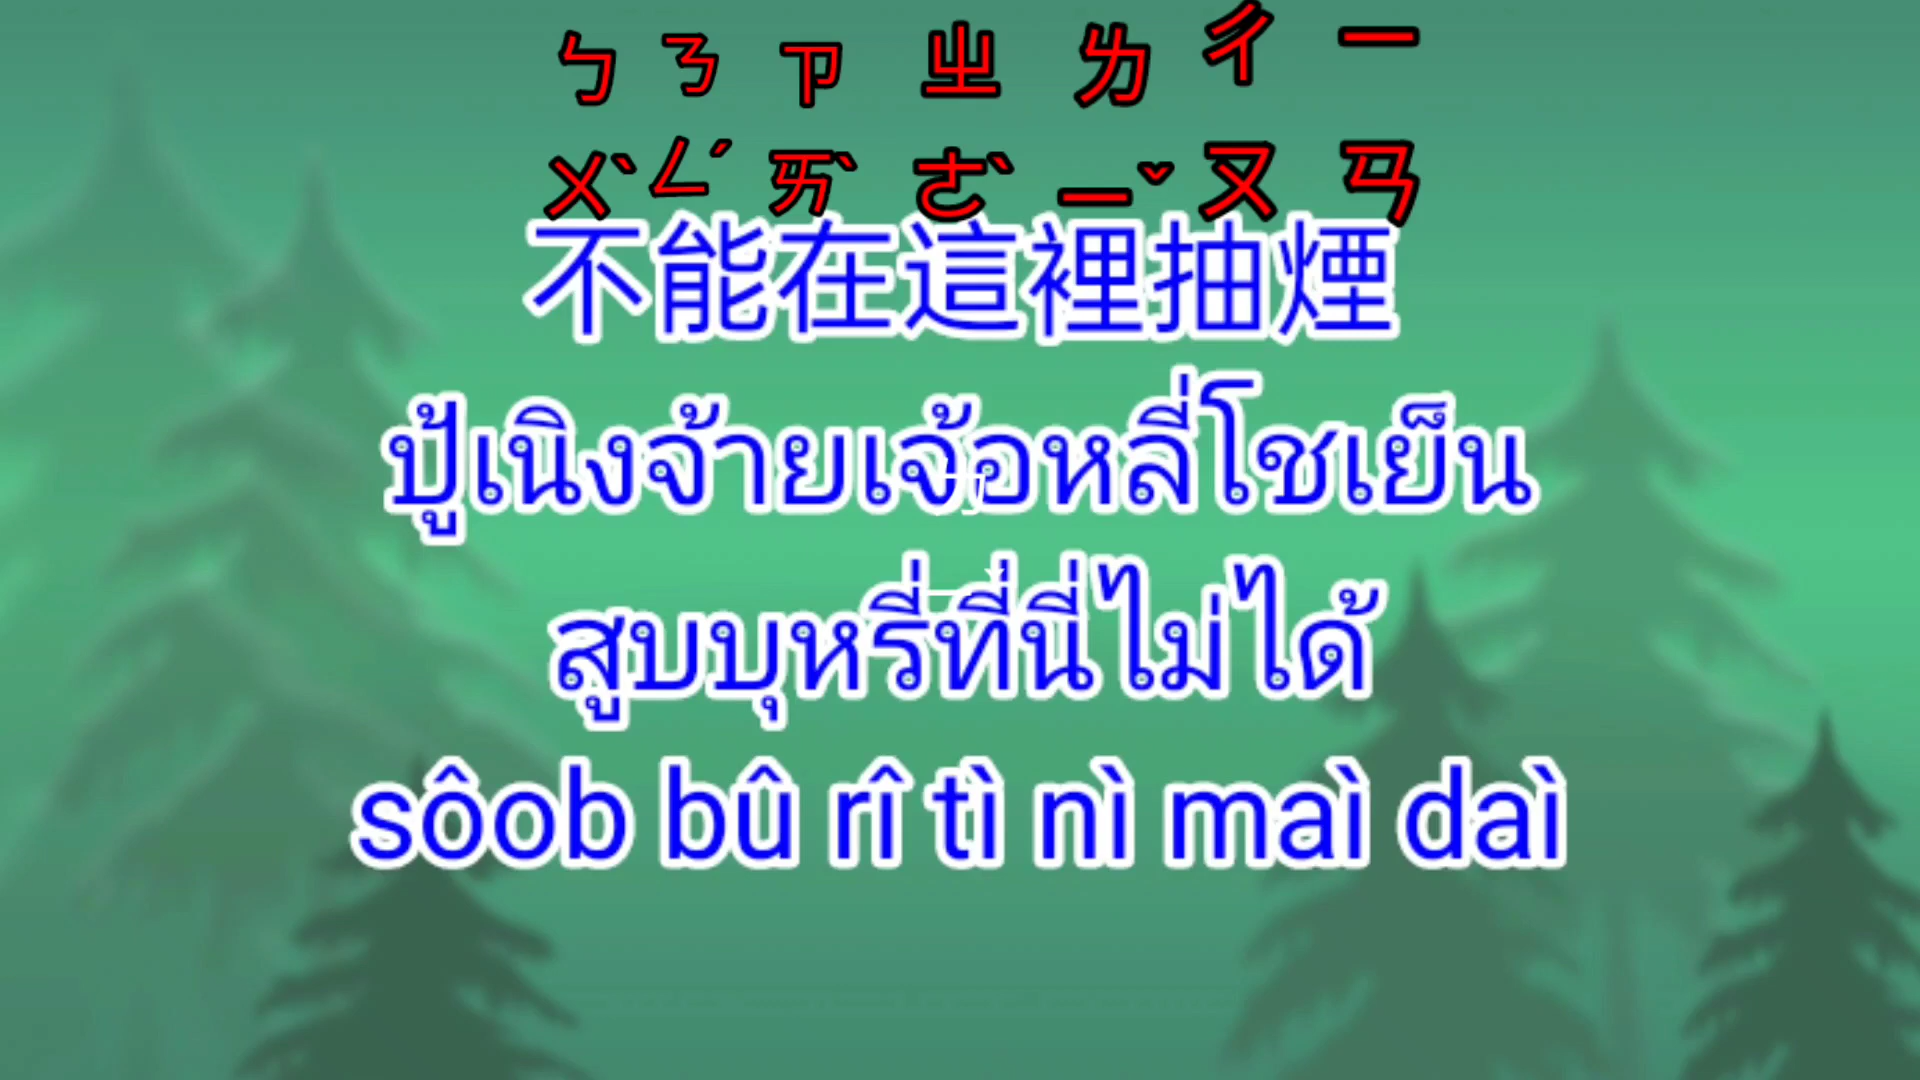 ㄅ ㄋ ㄗ ㄓ ㄌ ㄔ ㄧ
ㄨˋ ㄥˊ ㄞˋ ㄜˋ ㄧˇ ㄡ ㄢ
不能在這裡抽煙
ปู้เนิงจ้ายเจ้อหลี่โชเย็น
สูบบุหรี่ที่นี่ไม่ได้
sôob bû rî tì nì maì daì